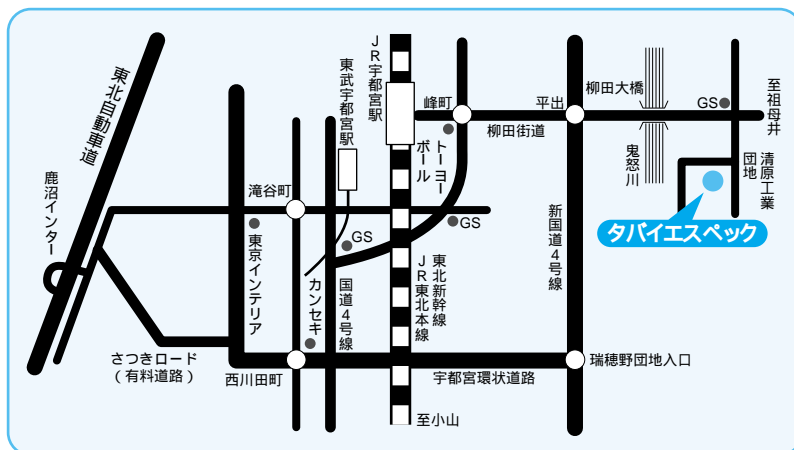 東北自動車道
鹿沼インター
さつきロード
(有料道路)
東京インテリア
滝谷町
西川田町
カンセキ
国道4号線
GS
東武宇都宮駅
JR宇都宮駅
峰町
トーヨー
ボール
GS
東北新幹線
JR東北本線
至小山
宇都宮環状道路
柳田街道
平出
新国道4号線
瑞穂野団地入口
柳田大橋
鬼怒川
GS
至祖母井
清原工業
団地
タバイエスペック